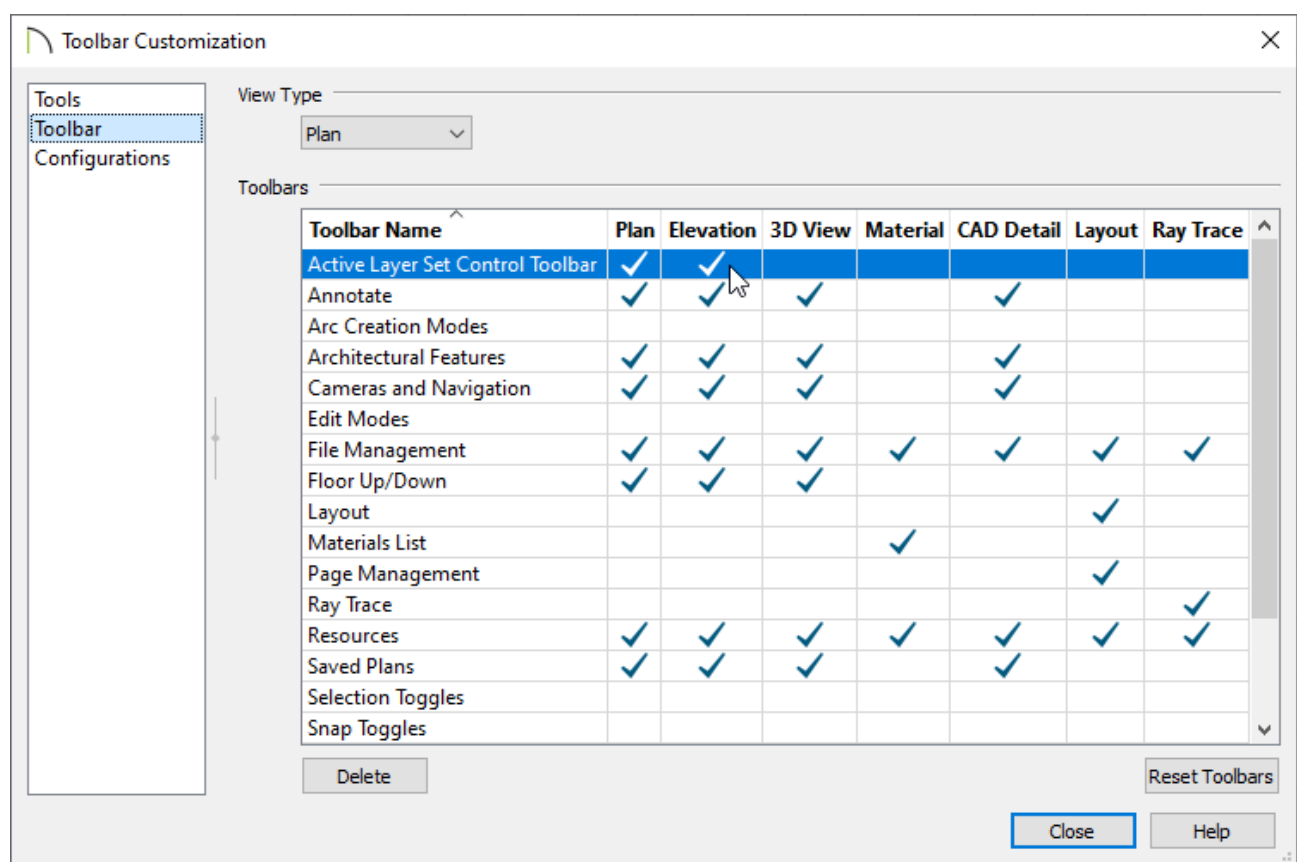 Toolbar Customization
Tools
Toolbar
Configurations
View Type
Plan
Toolbars
Toolbar Name Plan Elevation 3D View Material CAD Detail Layout Ray Trace
Active Layer Set Control Toolbar
Annotate
Arc Creation Modes
Architectural Features
Cameras and Navigation
Edit Modes
File Management
Floor Up/Down
Layout
Materials List
Page Management
Ray Trace
Resources
Saved Plans
Selection Toggles
Snap Toggles
Delete Reset Toolbars
Close Help